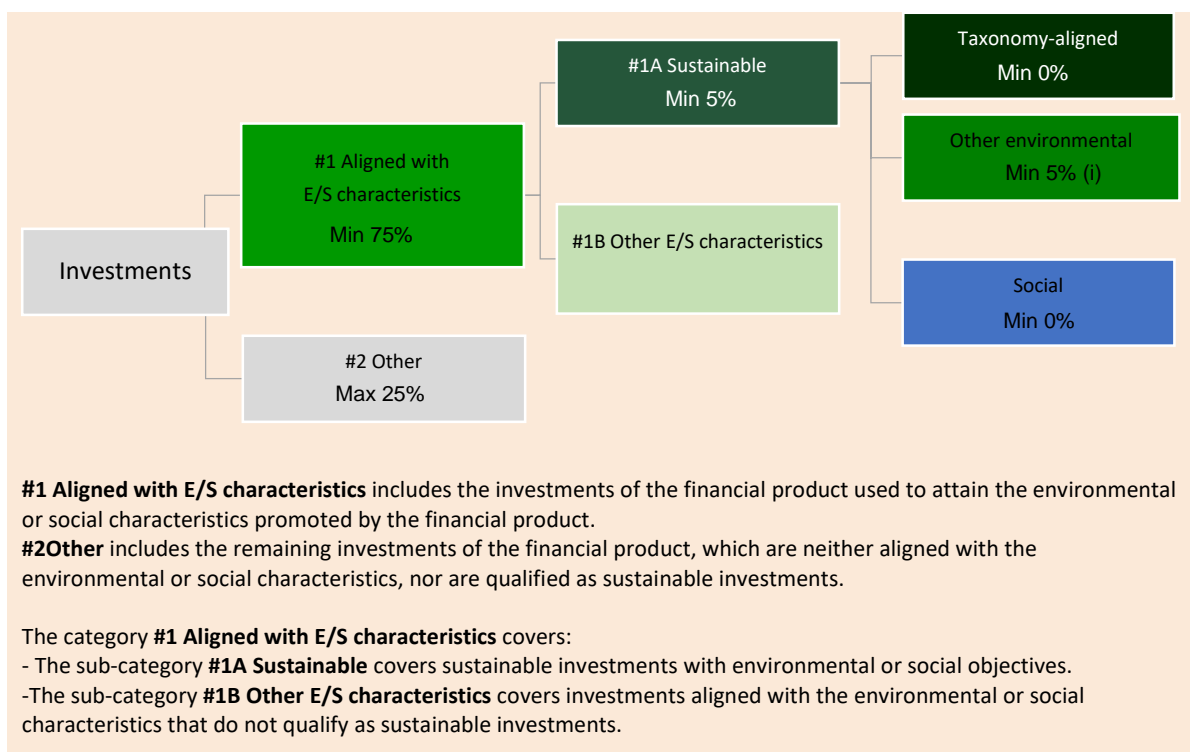 Investments
#1 Aligned with
E/S characteristics
Min 75%
#2 Other
Max 25%
#1A Sustainable
Min 5%
#1B Other E/S characteristics
Taxonomy-aligned
Min 0%
Other environmental
Min 5% (i)
Social
Min 0%
#1 Aligned with E/S characteristics includes the investments of the financial product used to attain the environmental
or social characteristics promoted by the financial product.
#2Other includes the remaining investments of the financial product, which are neither aligned with the
environmental or social characteristics, nor are qualified as sustainable investments.
The category #1 Aligned with E/S characteristics covers:
- The sub-category #1A Sustainable covers sustainable investments with environmental or social objectives.
-The sub-category #1B Other E/S characteristics covers investments aligned with the environmental or social
characteristics that do not qualify as sustainable investments.